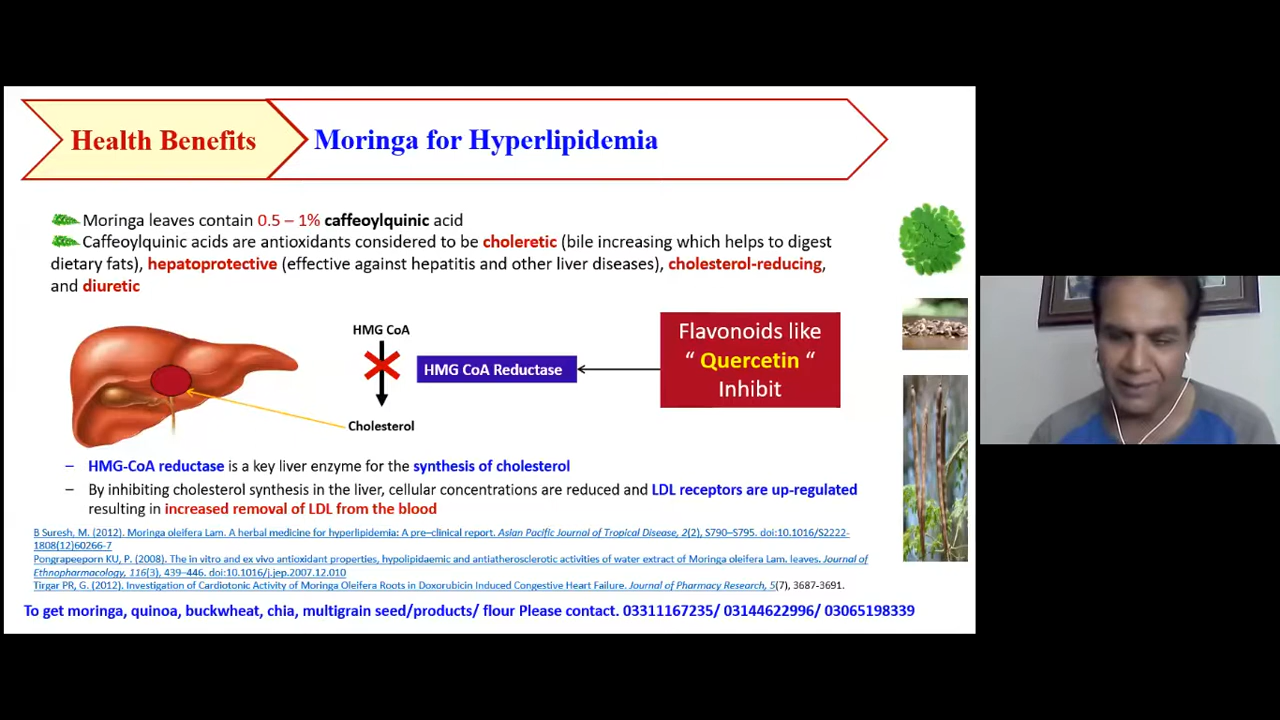 Health Benefits
Moringa for Hyperlipidemia
Moringa leaves contain 0.5 – 1% caffeoylquinic acid
Caffeoylquinic acids are antioxidants considered to be choleretic (bile increasing which helps to digest
dietary fats), hepatoprotective (effective against hepatitis and other liver diseases), cholesterol-reducing,
and diuretic
HMG CoA
HMG CoA Reductase
Cholesterol
Flavonoids like
“ Quercetin “
Inhibit
– HMG-CoA reductase is a key liver enzyme for the synthesis of cholesterol
– By inhibiting cholesterol synthesis in the liver, cellular concentrations are reduced and LDL receptors are up-regulated
resulting in increased removal of LDL from the blood
B Suresh, M. (2012). Moringa oleifera Lam. A herbal medicine for hyperlipidemia: A pre–clinical report. Asian Pacific Journal of Tropical Disease, 2(2), S790–S795. doi:10.1016/S2222-
1808(12)60266-7
Pongrapeeporn KU, P. (2008). The in vitro and ex vivo antioxidant properties, hypolipidaemic and antiatherosclerotic activities of water extract of Moringa oleifera Lam. leaves. Journal of
Ethnopharmacology, 116(3), 439–446. doi:10.1016/j.jep.2007.12.010
Tirgar PR, G. (2012). Investigation of Cardiotonic Activity of Moringa Oleifera Roots in Doxorubicin Induced Congestive Heart Failure. Journal of Pharmacy Research, 5(7), 3687-3691.
To get moringa, quinoa, buckwheat, chia, multigrain seed/products/ flour Please contact. 03311167235/ 03144622996/ 03065198339